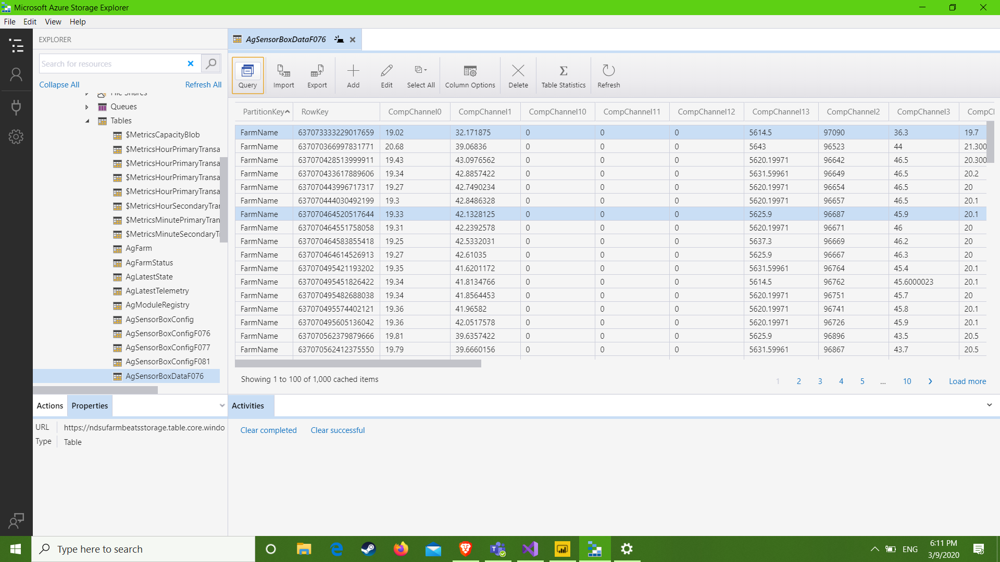 Microsoft Azure Storage Explorer
File Edit View Help
EXPLORER
Search for resources
Collapse All Refresh All
File Shares
Queues
Tables
$MetricsCapacityBlob
$MetricsHourPrimaryTransa
$MetricsHourPrimaryTransa
$MetricsHourPrimaryTransa
$MetricsHourPrimaryTransa
$MetricsHourSecondaryTra
$MetricsMinutePrimaryTran
$MetricsMinuteSecondaryT
AgFarm
AgFarmStatus
AgLatestState
AgLatestTelemetry
AgModuleRegistry
AgSensorBoxConfig
AgSensorBoxConfigF076
AgSensorBoxConfigF077
AgSensorBoxConfigF081
AgSensorBoxDataF076
Actions Properties
URL https://ndsufarmbeatsstorage.table.core.windo
Type Table
AgSensorBoxDataF076
Query Import Export Add Edit Select All Column Options Delete Table Statistics Refresh
PartitionKey RowKey CompChannel0 CompChannel1 CompChannel10 CompChannel11 CompChannel12 CompChannel13 CompChannel2 CompChannel3 CompCl
FarmName 637073333229017659 19.02 32.171875 0 0 0 5614.5 97090 36.3 19.7
FarmName 637070366997831771 20.68 39.06836 0 0 0 5643 96523 44 21.300
FarmName 637070428513999911 19.43 43.0976562 0 0 0 5620.19971 96642 46.5 20.300
FarmName 637070433617889606 19.34 42.8857422 0 0 0 5631.59961 96649 46.5 20.2
FarmName 637070443996717317 19.27 42.7490234 0 0 0 5620.19971 96654 46.5 20
FarmName 637070444030492199 19.3 42.8486328 0 0 0 5620.19971 96657 46.5 20.1
FarmName 637070464520517644 19.33 42.1328125 0 0 0 5625.9 96687 45.9 20.1
FarmName 637070464551758058 19.31 42.2392578 0 0 0 5620.19971 96671 46 20
FarmName 637070464583855418 19.25 42.5332031 0 0 0 5637.3 96669 46.2 20
FarmName 637070464614526913 19.27 42.61035 0 0 0 5625.9 96667 46.3 20
FarmName 637070495421193202 19.35 41.6201172 0 0 0 5631.59961 96764 45.4 20.1
FarmName 637070495451826422 19.34 41.8134766 0 0 0 5614.5 96762 45.6000023 20.1
FarmName 637070495482688038 19.34 41.8564453 0 0 0 5620.19971 96751 45.7 20
FarmName 637070495574402121 19.36 41.96582 0 0 0 5620.19971 96741 45.8 20.1
FarmName 637070495605136042 19.36 42.0517578 0 0 0 5620.19971 96726 45.9 20.1
FarmName 637070562379879666 19.81 39.6357422 0 0 0 5625.9 96896 43.5 20.5
FarmName 637070562412375550 19.79 39.6660156 0 0 0 5631.59961 96867 43.7 20.5
Showing 1 to 100 of 1,000 cached items
1 2 3 4 5 ... 10 Load more
Activities
Clear completed Clear successful
Type here to search
ENG
6:11 PM
3/9/2020